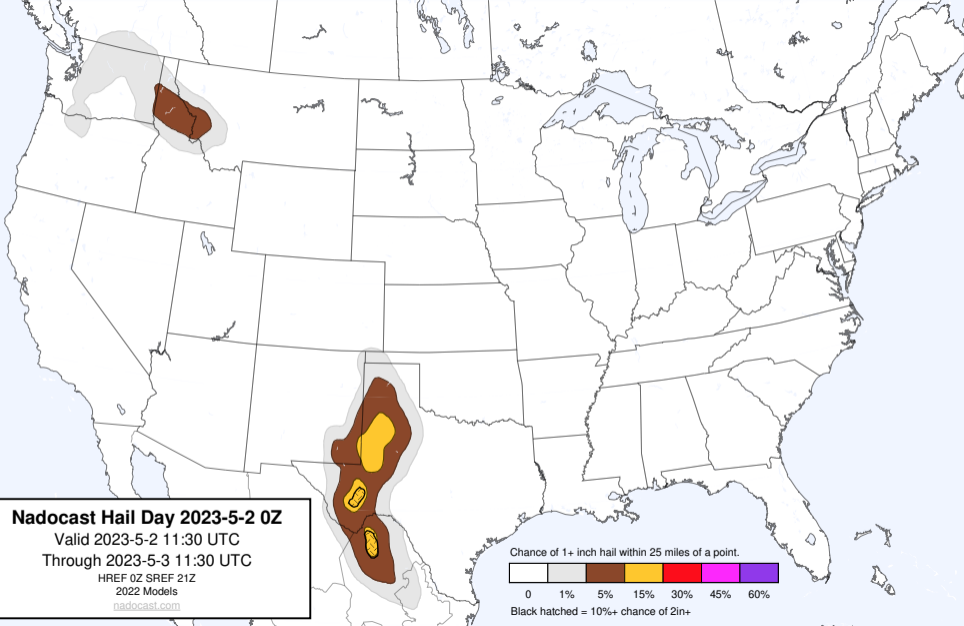 Nadocast Hail Day 2023-5-2 0Z
Valid 2023-5-2 11:30 UTC
Through 2023-5-3 11:30 UTC
HREF 0Z SREF 21Z
2022 Models
nadocast.com
Chance of 1+ inch hail within 25 miles of a point.
0 1% 5% 15% 30% 45% 60%
Black hatched = 10%+ chance of 2in+